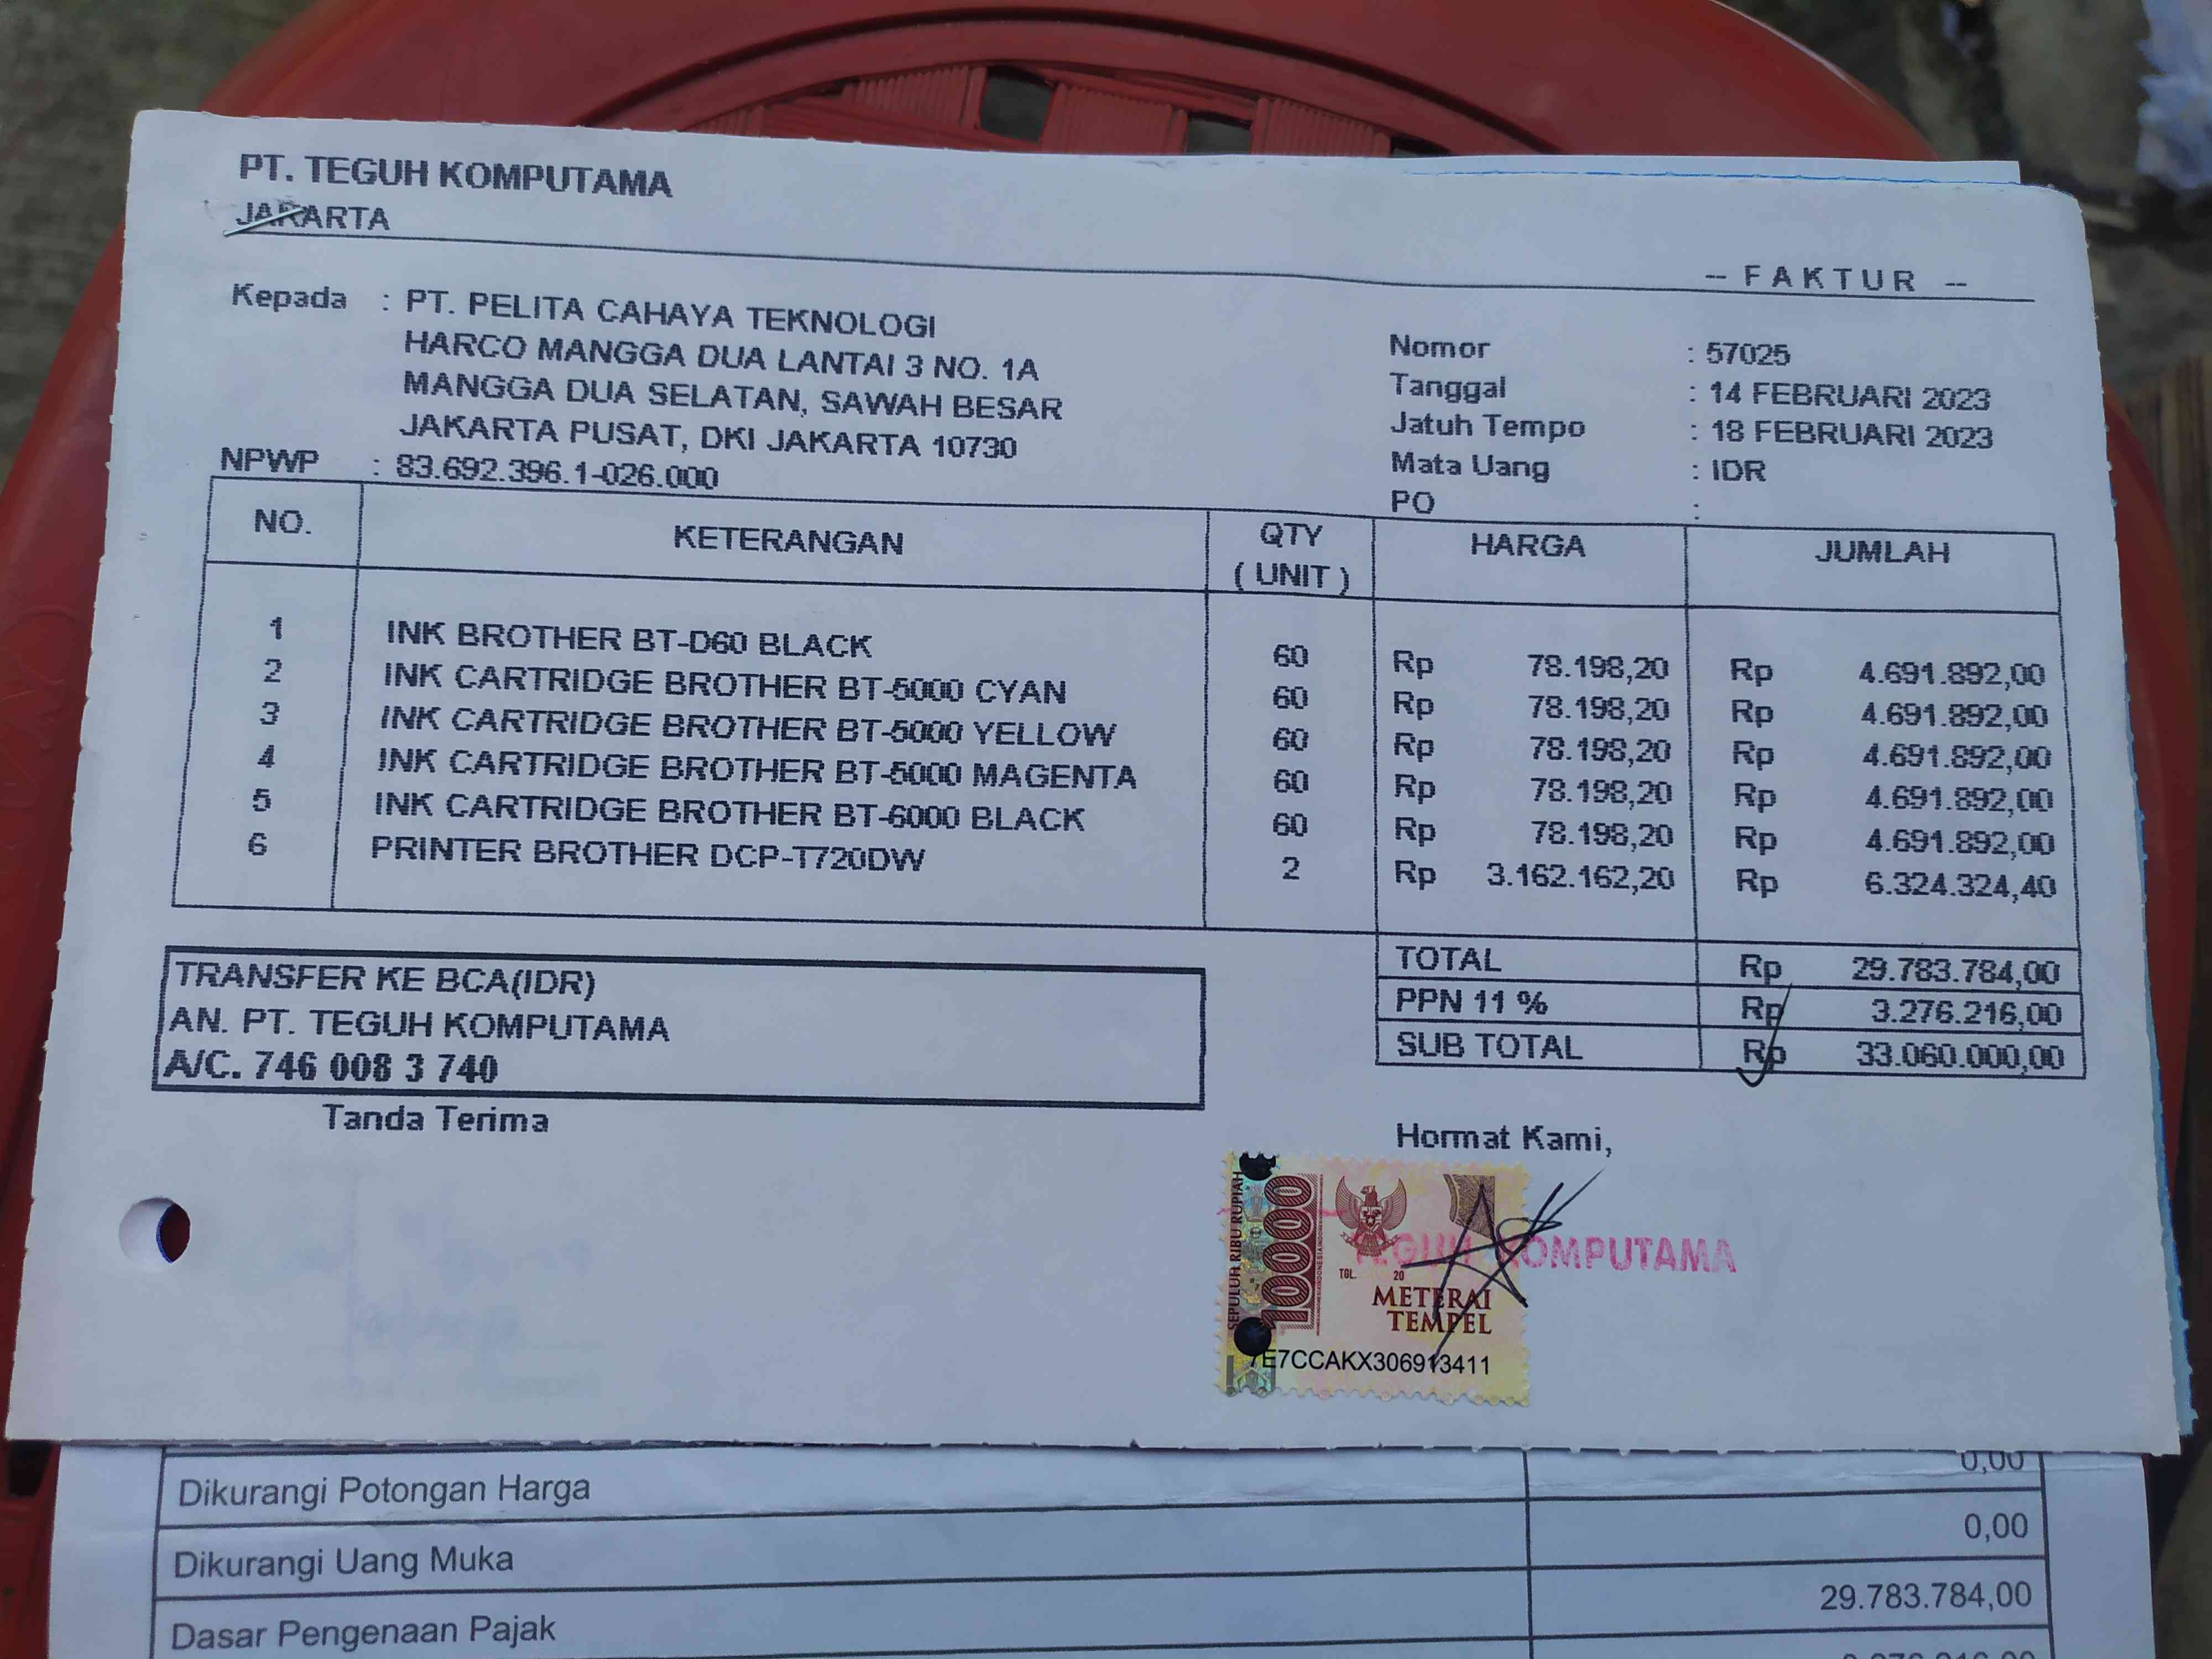 PT. TEGUH KOMPUTAMA
JAKARTA
-- FAKTUR --
Kepada : PT. PELITA CAHAYA TEKNOLOGI
HARCO MANGGA DUA LANTAI 3 NO. 1A
MANGGA DUA SELATAN, SAWAH BESAR
JAKARTA PUSAT, DKI JAKARTA 10730
NPWP : 83.692.396.1-026.000
Nomor : 57025
Tanggal : 14 FEBRUARI 2023
Jatuh Tempo : 18 FEBRUARI 2023
Mata Uang : IDR
PO :
NO. KETERANGAN QTY ( UNIT ) HARGA JUMLAH
1 INK BROTHER BT-D60 BLACK 60 Rp 78.198,20 Rp 4.691.892,00
2 INK CARTRIDGE BROTHER BT-5000 CYAN 60 Rp 78.198,20 Rp 4.691.892,00
3 INK CARTRIDGE BROTHER BT-5000 YELLOW 60 Rp 78.198,20 Rp 4.691.892,00
4 INK CARTRIDGE BROTHER BT-5000 MAGENTA 60 Rp 78.198,20 Rp 4.691.892,00
5 INK CARTRIDGE BROTHER BT-6000 BLACK 60 Rp 78.198,20 Rp 4.691.892,00
6 PRINTER BROTHER DCP-T720DW 2 Rp 3.162.162,20 Rp 6.324.324,40
TOTAL Rp 29.783.784,00
PPN 11 % Rp 3.276.216,00
SUB TOTAL Rp 33.060.000,00
TRANSFER KE BCA(IDR)
AN. PT. TEGUH KOMPUTAMA
A/C. 746 008 3 740
Tanda Terima
Hormat Kami,
SEPULUH RIBU RUPIAH
10000
TEGUH KOMPUTAMA
TGL. 20
METERAI
TEMPEL
7E7CCAKX306913411
0,00
Dikurangi Potongan Harga 0,00
Dikurangi Uang Muka
Dasar Pengenaan Pajak 29.783.784,00